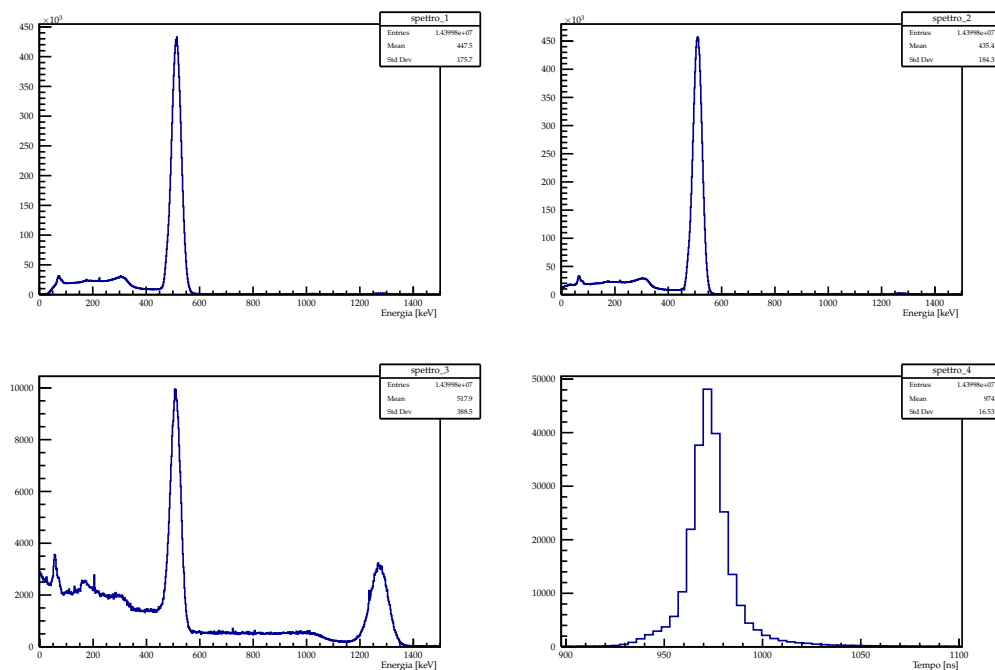 ×10³
spettro_1
Entries 1.43998e+07
Mean 447.5
Std Dev 175.7
450
400
350
300
250
200
150
100
50
0
0 200 400 600 800 1000 1200 1400
Energia [keV]
×10³
spettro_2
Entries 1.43998e+07
Mean 435.4
Std Dev 184.3
450
400
350
300
250
200
150
100
50
0
0 200 400 600 800 1000 1200 1400
Energia [keV]
spettro_3
Entries 1.43998e+07
Mean 517.9
Std Dev 388.5
10000
8000
6000
4000
2000
0
0 200 400 600 800 1000 1200 1400
Energia [keV]
spettro_4
Entries 1.43998e+07
Mean 974
Std Dev 16.53
50000
40000
30000
20000
10000
0
900 950 1000 1050 1100
Tempo [ns]